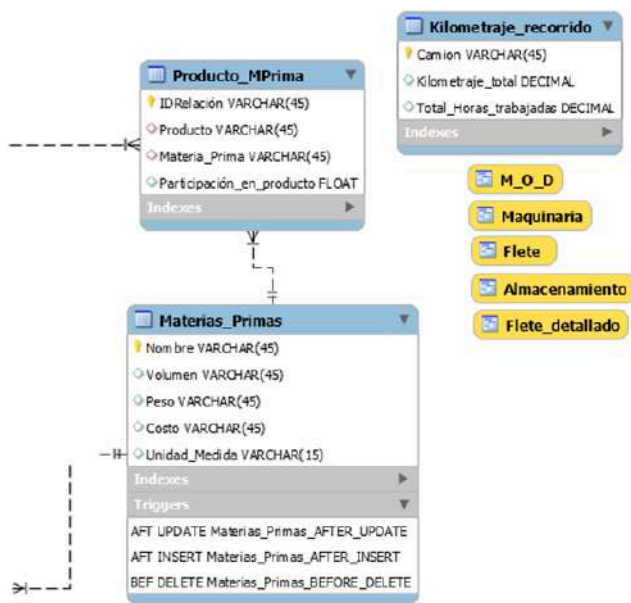 Producto_MPrima
IDRelación VARCHAR(45)
Producto VARCHAR(45)
Materia_Prima VARCHAR(45)
Participación_en_producto FLOAT
Indexes
Kilometraje_recorrido
Camion VARCHAR(45)
Kilometraje_total DECIMAL
Total_Horas_trabajadas DECIMAL
Indexes
M_O_D
Maquinaria
Flete
Almacenamiento
Flete_detallado
Materias_Primas
Nombre VARCHAR(45)
Volumen VARCHAR(45)
Peso VARCHAR(45)
Costo VARCHAR(45)
Unidad_Medida VARCHAR(15)
Indexes
Triggers
AFT UPDATE Materias_Primas_AFTER_UPDATE
AFT INSERT Materias_Primas_AFTER_INSERT
BEF DELETE Materias_Primas_BEFORE_DELETE